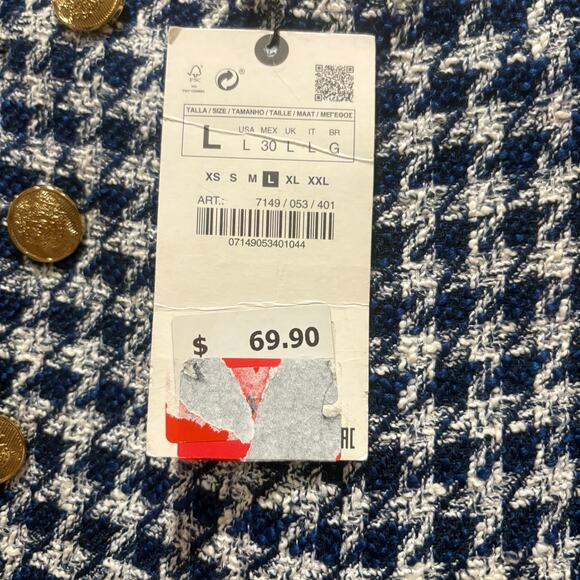 FSC
TALLA / SIZE / TAMANHO / TAILLE / MAAT / ΜΕΓΕΘΟΣ
L
USA MEX UK IT BR
L 30 L L G
XS S M L XL XXL
ART.: 7149 / 053 / 401
07149053401044
$ 69.90